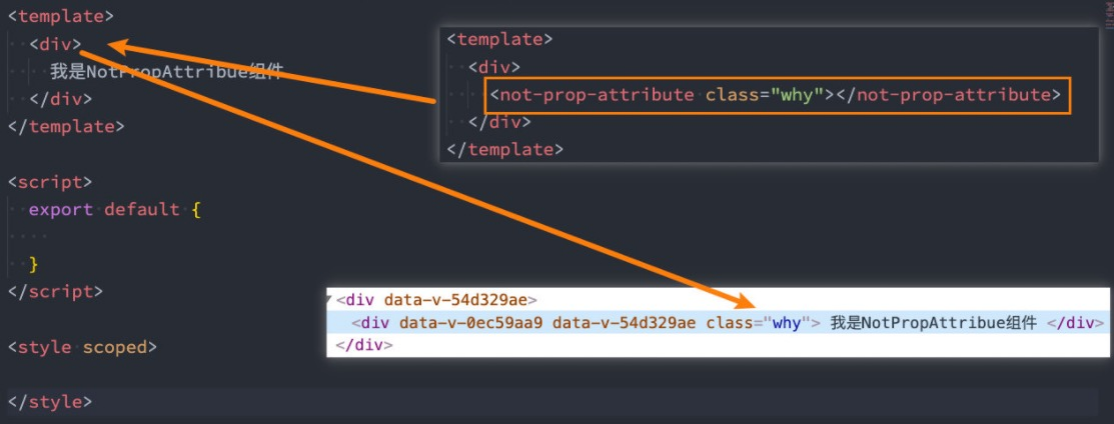 <template>
<div>
我是NotPropAttribue组件
</div>
</template>
<script>
export default {
}
</script>
<style scoped>
</style>
<template>
<div>
<not-prop-attribute class="why"></not-prop-attribute>
</div>
</template>
<div data-v-54d329ae>
<div data-v-0ec59aa9 data-v-54d329ae class="why"> 我是NotPropAttribue组件 </div>
</div>